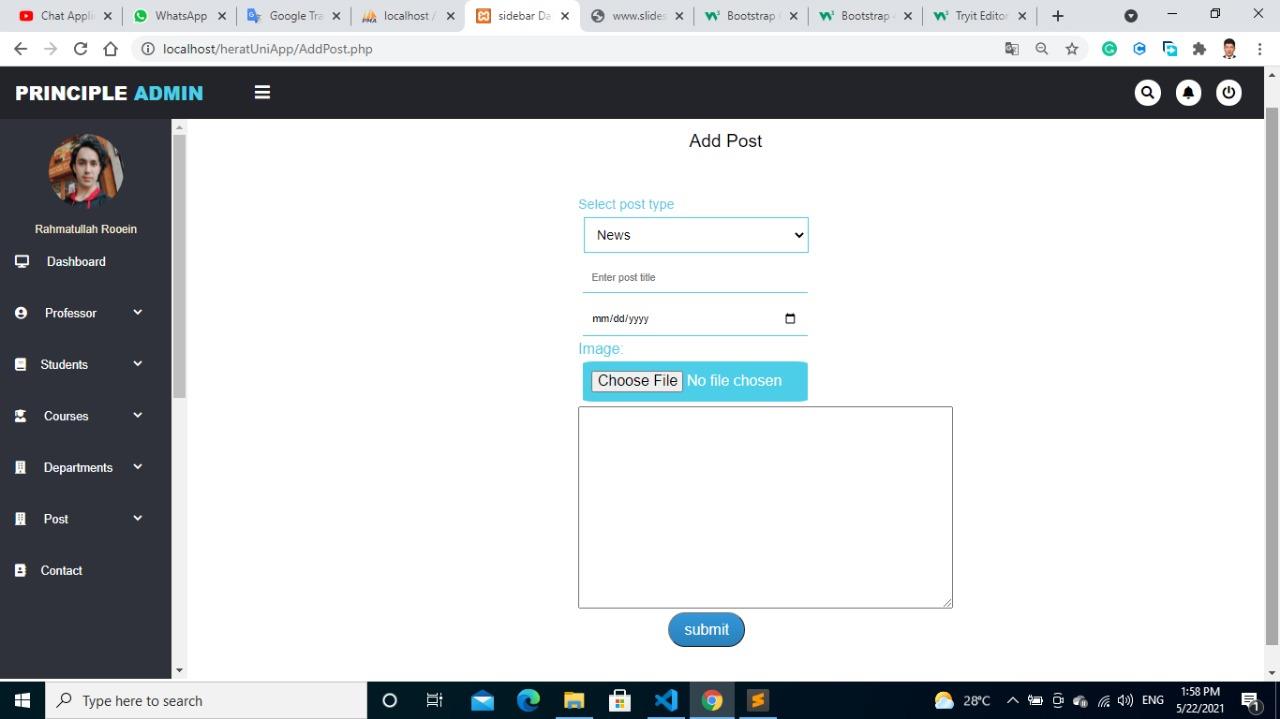 Chat Appli
WhatsApp
Google Tra
localhost /
sidebar Da
www.slides
Bootstrap
Bootstrap
Tryit Editor
localhost/heratUniApp/AddPost.php
PRINCIPLE ADMIN
Add Post
Rahmatullah Rooein
Dashboard
Professor
Students
Courses
Departments
Post
Contact
Select post type
News
Enter post title
mm/dd/yyyy
Image:
Choose File No file chosen
submit
Type here to search
28°C
ENG
1:58 PM
5/22/2021
1